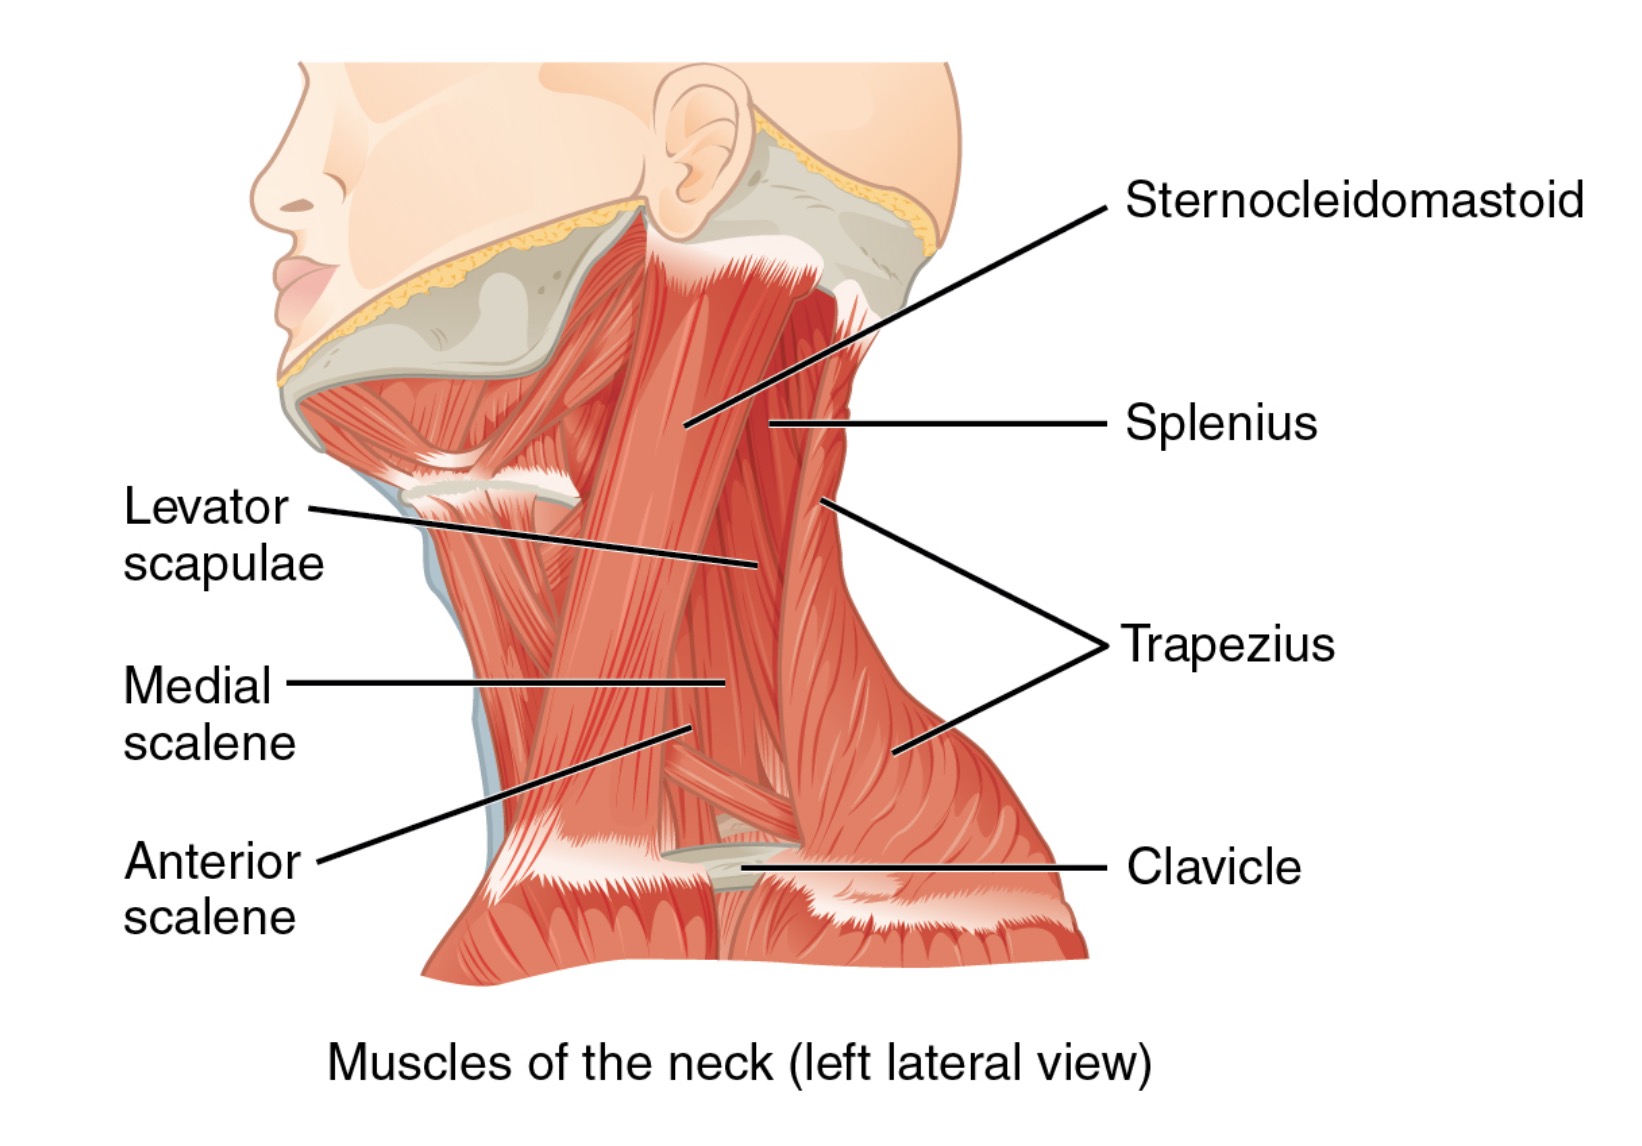 Sternocleidomastoid
Splenius
Levator
scapulae
Trapezius
Medial
scalene
Anterior
scalene
Clavicle
Muscles of the neck (left lateral view)